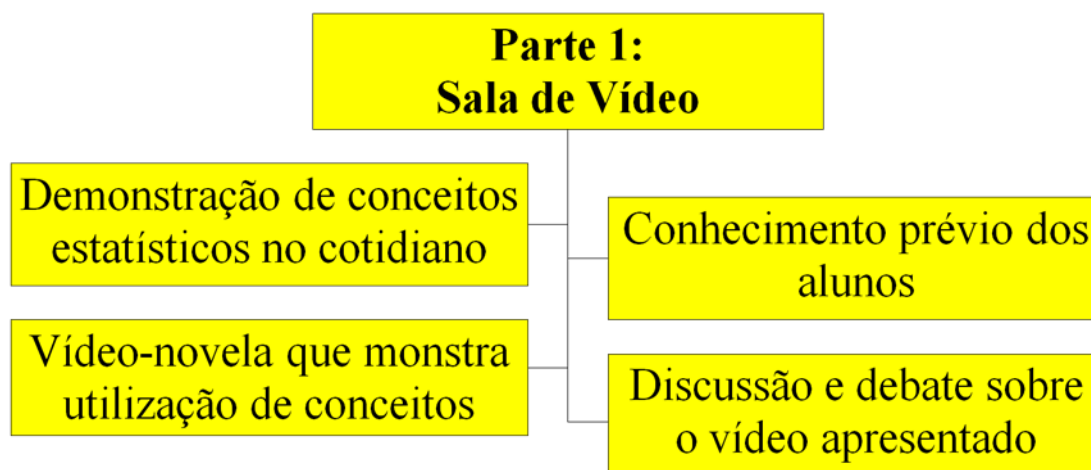 Parte 1:
Sala de Vídeo
Demonstração de conceitos
estatísticos no cotidiano
Conhecimento prévio dos
alunos
Vídeo-novela que monstra
utilização de conceitos
Discussão e debate sobre
o vídeo apresentado